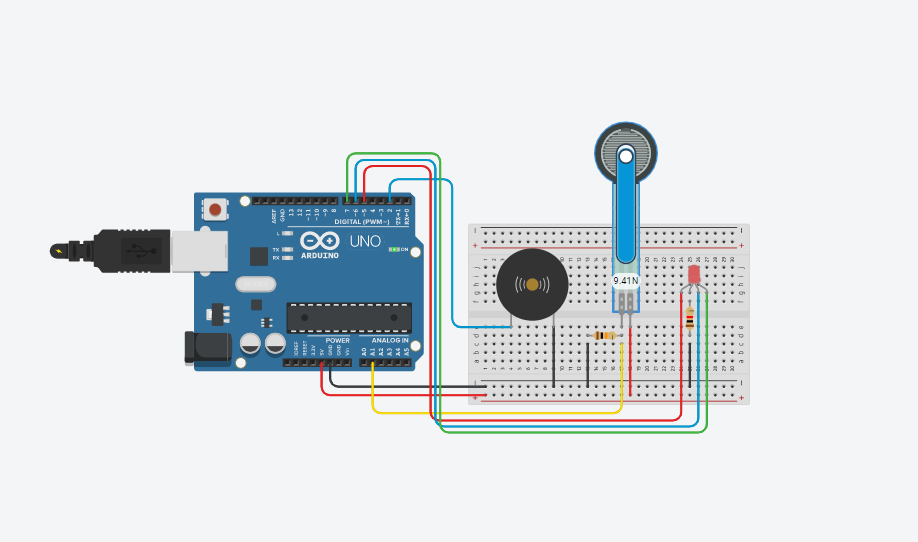 AREF
GND
13
12
~11
~10
~9
8
7
~6
~5
4
~3
2
TX→1
RX←0
DIGITAL (PWM~)
L
TX
RX
UNO
ARDUINO
ON
POWER
ANALOG IN
IOREF
RESET
3.3V
5V
GND
GND
Vin
A0
A1
A2
A3
A4
A5
9.41N